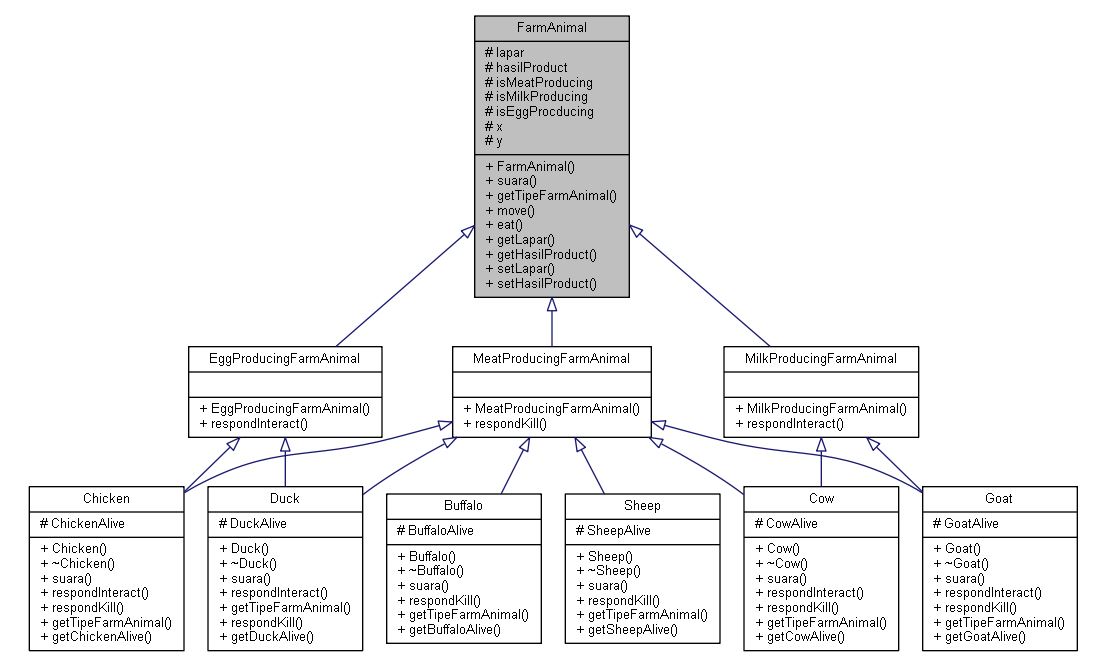 FarmAnimal
# lapar
# hasilProduct
# isMeatProducing
# isMilkProducing
# isEggProcducing
# x
# y
+ FarmAnimal()
+ suara()
+ getTipeFarmAnimal()
+ move()
+ eat()
+ getLapar()
+ getHasilProduct()
+ setLapar()
+ setHasilProduct()
EggProducingFarmAnimal
+ EggProducingFarmAnimal()
+ respondInteract()
MeatProducingFarmAnimal
+ MeatProducingFarmAnimal()
+ respondKill()
MilkProducingFarmAnimal
+ MilkProducingFarmAnimal()
+ respondInteract()
Chicken
# ChickenAlive
+ Chicken()
+ ~Chicken()
+ suara()
+ respondInteract()
+ respondKill()
+ getTipeFarmAnimal()
+ getChickenAlive()
Duck
# DuckAlive
+ Duck()
+ ~Duck()
+ suara()
+ respondInteract()
+ getTipeFarmAnimal()
+ respondKill()
+ getDuckAlive()
Buffalo
# BuffaloAlive
+ Buffalo()
+ ~Buffalo()
+ suara()
+ respondKill()
+ getTipeFarmAnimal()
+ getBuffaloAlive()
Sheep
# SheepAlive
+ Sheep()
+ ~Sheep()
+ suara()
+ respondKill()
+ getTipeFarmAnimal()
+ getSheepAlive()
Cow
# CowAlive
+ Cow()
+ ~Cow()
+ suara()
+ respondInteract()
+ respondKill()
+ getTipeFarmAnimal()
+ getCowAlive()
Goat
# GoatAlive
+ Goat()
+ ~Goat()
+ suara()
+ respondInteract()
+ respondKill()
+ getTipeFarmAnimal()
+ getGoatAlive()